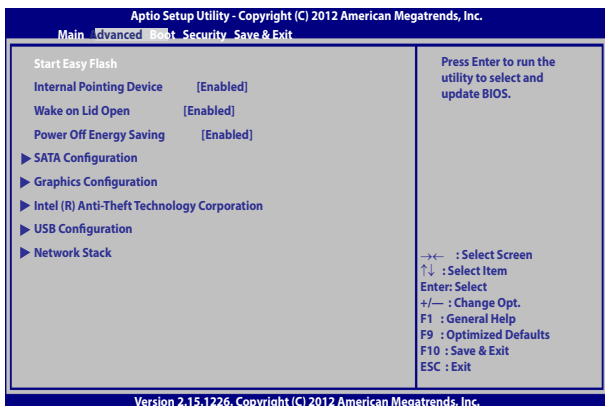 Aptio Setup Utility - Copyright (C) 2012 American Megatrends, Inc.
Main Advanced Boot Security Save & Exit
Start Easy Flash
Internal Pointing Device [Enabled]
Wake on Lid Open [Enabled]
Power Off Energy Saving [Enabled]
▶ SATA Configuration
▶ Graphics Configuration
▶ Intel (R) Anti-Theft Technology Corporation
▶ USB Configuration
▶ Network Stack
Press Enter to run the
utility to select and
update BIOS.
→← : Select Screen
↑↓ : Select Item
Enter: Select
+/— : Change Opt.
F1 : General Help
F9 : Optimized Defaults
F10 : Save & Exit
ESC : Exit
Version 2.15.1226. Copyright (C) 2012 American Megatrends, Inc.